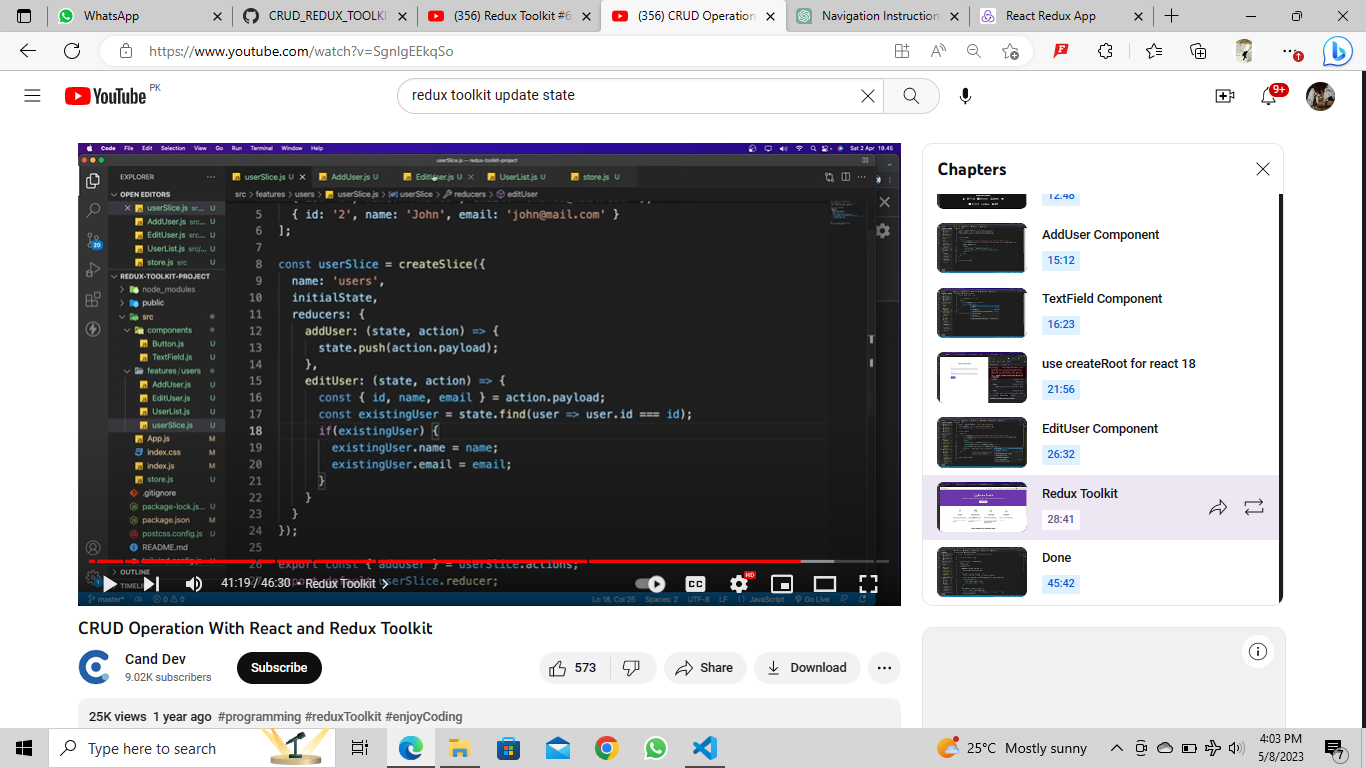 WhatsApp
CRUD_REDUX_TOOLKI
(356) Redux Toolkit #6
(356) CRUD Operation
Navigation Instruction
React Redux App
https://www.youtube.com/watch?v=SgnIgEEkqSo
YouTube PK
redux toolkit update state
9+
Code File Edit Selection View Go Run Terminal Window Help
Sat 2 Apr 19.45
userSlice.js — redux-toolkit-project
EXPLORER
userSlice.js U
AddUser.js U
EditUser.js U
UserList.js U
store.js U
src > features > users > userSlice.js > userSlice > reducers > editUser
OPEN EDITORS
userSlice.js sr... U
AddUser.js src... U
EditUser.js src... U
UserList.js src/... U
store.js src U
REDUX-TOOLKIT-PROJECT
node_modules
public
src
components
Button.js U
TextField.js U
features/users
AddUser.js U
EditUser.js U
UserList.js U
userSlice.js U
App.js M
index.css M
index.js M
store.js U
.gitignore
package-lock.js... U
package.json M
postcss.config.js U
README.md
OUTLINE
20
5 { id: '2', name: 'John', email: 'john@mail.com' }
6 ];
7
8 const userSlice = createSlice({
9 name: 'users',
10 initialState,
11 reducers: {
12 addUser: (state, action) => {
13 state.push(action.payload);
14 },
15 editUser: (state, action) => {
16 const { id, name, email } = action.payload;
17 const existingUser = state.find(user => user.id === id);
18 if(existingUser) {
19 existingUser.name = name;
20 existingUser.email = email;
21 }
22 }
23 }
24 });
25
26 export const { addUser } = userSlice.actions;
userSlice.reducer;
41:19 / 46:30 • Redux Toolkit >
CC
HD
master*
0 0
Ln 18, Col 25 Spaces: 2 UTF-8 LF JavaScript Go Live
CRUD Operation With React and Redux Toolkit
Cand Dev
9.02K subscribers
Subscribe
573
Share
Download
25K views 1 year ago #programming #reduxToolkit #enjoyCoding
Chapters
12:48
AddUser Component
15:12
TextField Component
16:23
use createRoot for react 18
21:56
EditUser Component
26:32
Redux Toolkit
28:41
Done
45:42
Type here to search
25°C Mostly sunny
4:03 PM
5/8/2023
7